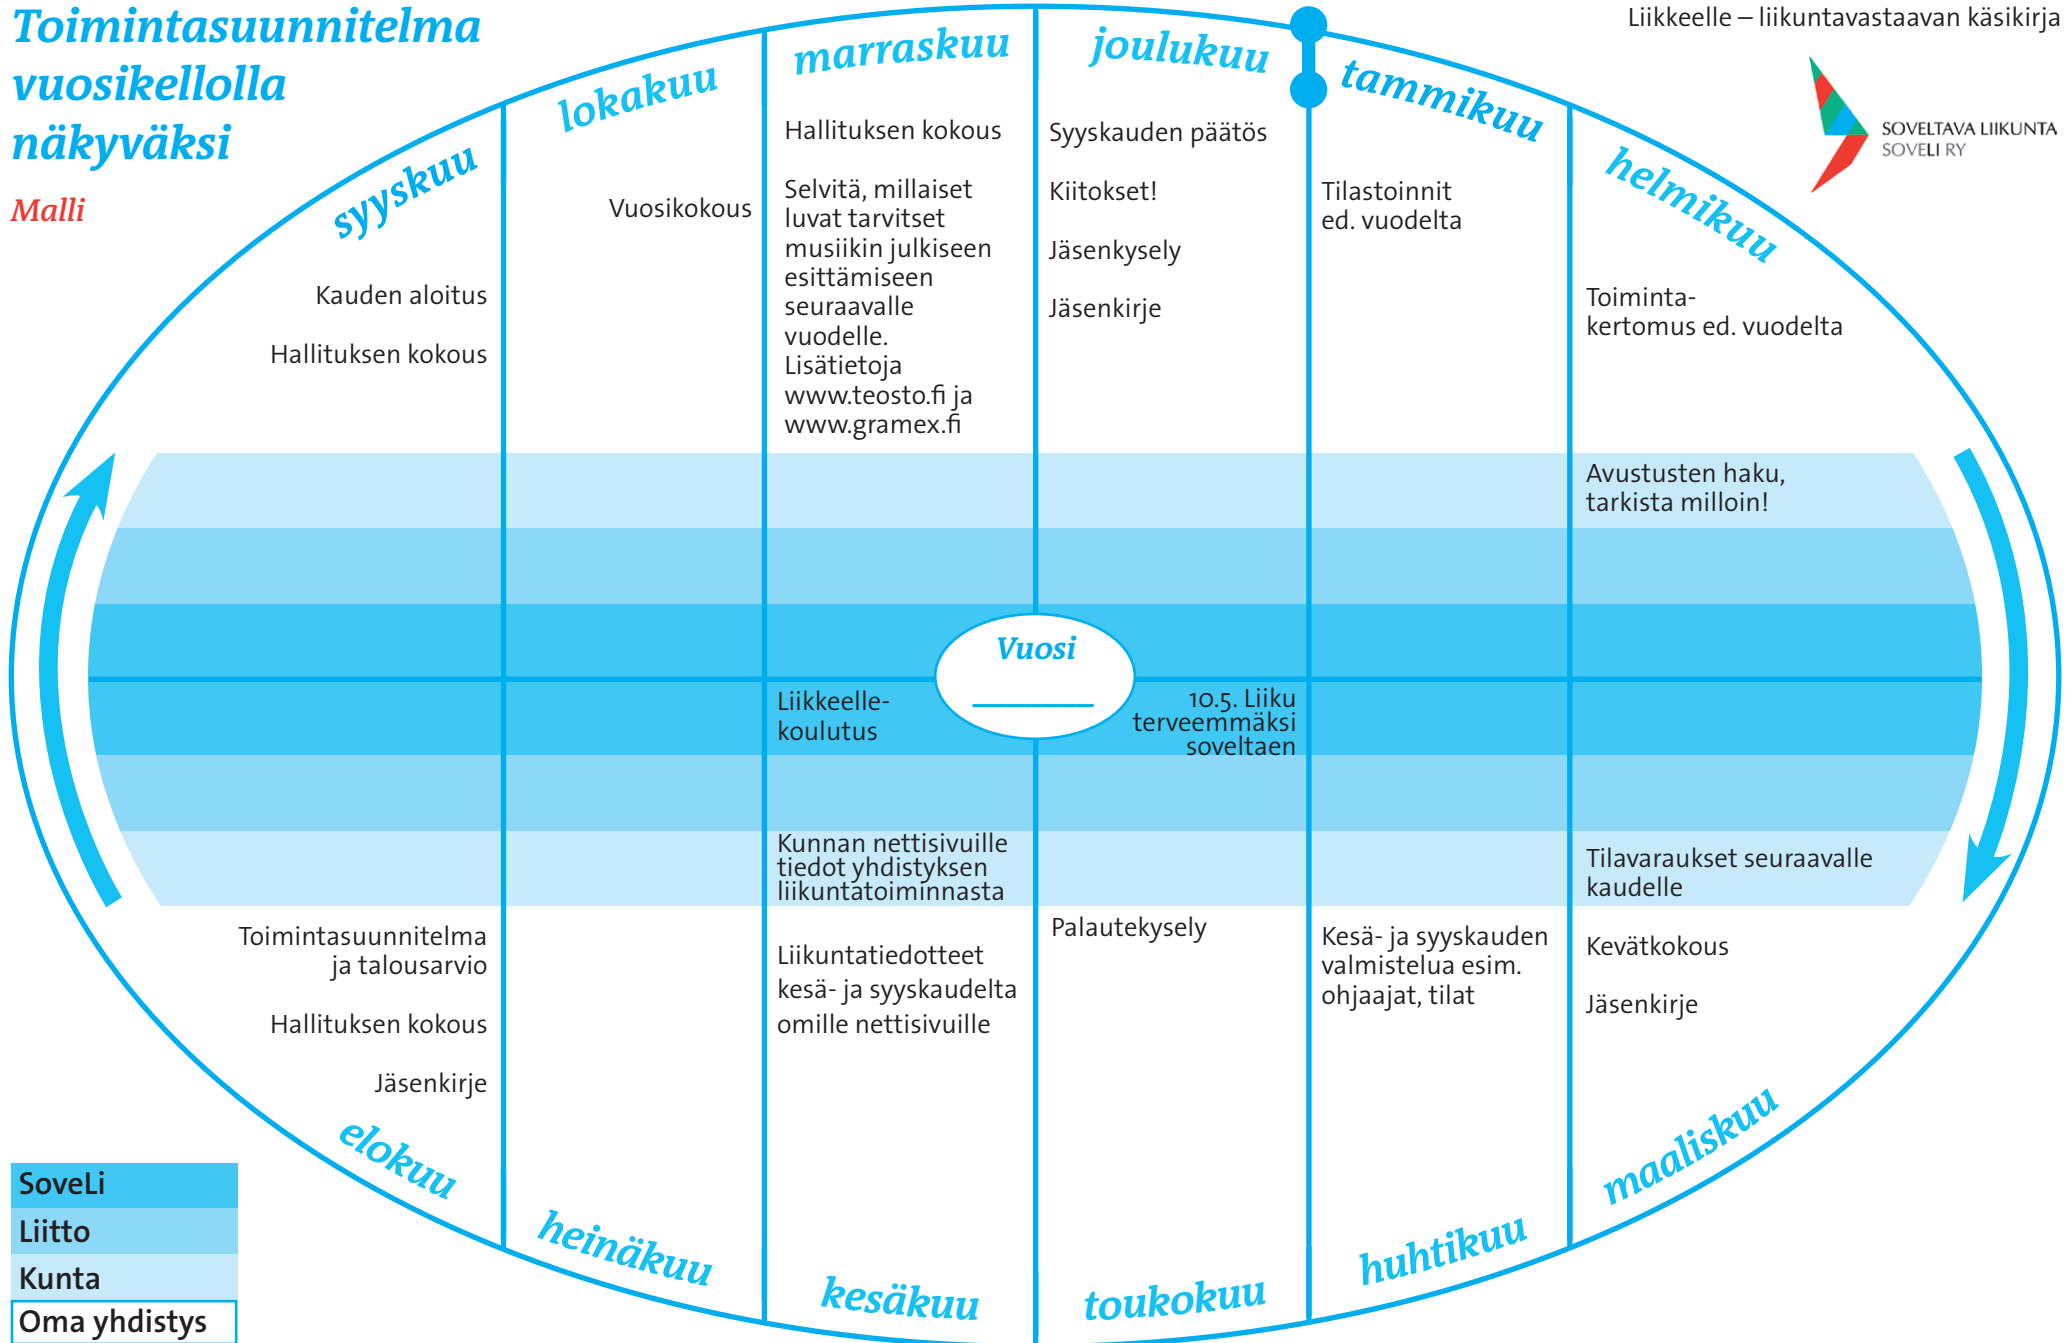 Toimintasuunnitelma
vuosikellolla
näkyväksi
Malli
Liikkeelle – liikuntavastaavan käsikirja
SOVELTAVA LIIKUNTA
SOVELI RY
syyskuu
Kauden aloitus
Hallituksen kokous
lokakuu
Vuosikokous
marraskuu
Hallituksen kokous
Selvitä, millaiset
luvat tarvitset
musiikin julkiseen
esittämiseen
seuraavalle
vuodelle.
Lisätietoja
www.teosto.fi ja
www.gramex.fi
joulukuu
Syyskauden päätös
Kiitokset!
Jäsenkysely
Jäsenkirje
tammikuu
Tilastoinnit
ed. vuodelta
helmikuu
Toiminta-
kertomus ed. vuodelta
Avustusten haku,
tarkista milloin!
Vuosi
Liikkeelle-
koulutus
10.5. Liiku
terveemmäksi
soveltaen
Kunnan nettisivuille
tiedot yhdistyksen
liikuntatoiminnasta
Tilavaraukset seuraavalle
kaudelle
Toimintasuunnitelma
ja talousarvio
Hallituksen kokous
Jäsenkirje
elokuu
heinäkuu
Liikuntatiedotteet
kesä- ja syyskaudelta
omille nettisivuille
kesäkuu
Palautekysely
toukokuu
Kesä- ja syyskauden
valmistelua esim.
ohjaajat, tilat
huhtikuu
Kevätkokous
Jäsenkirje
maaliskuu
SoveLi
Liitto
Kunta
Oma yhdistys